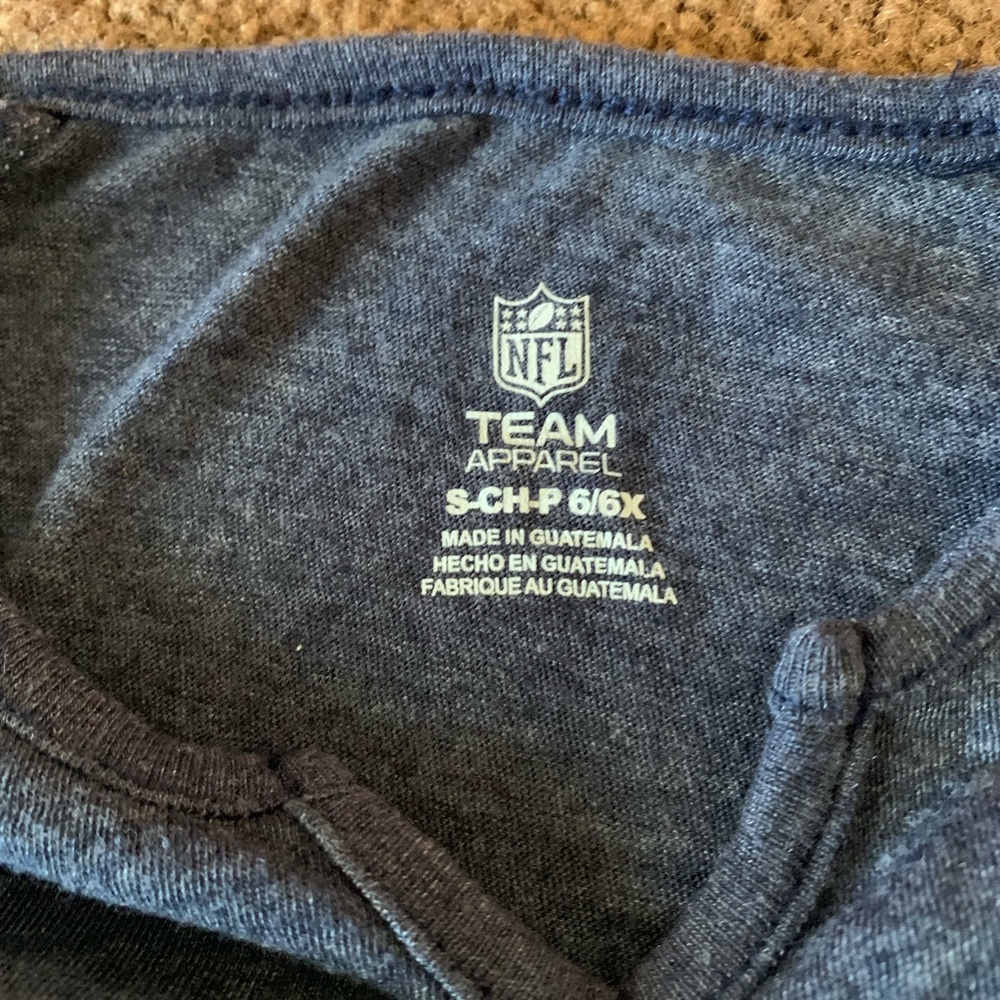 NFL
TEAM
APPAREL
S-CH-P 6/6X
MADE IN GUATEMALA
HECHO EN GUATEMALA
FABRIQUE AU GUATEMALA